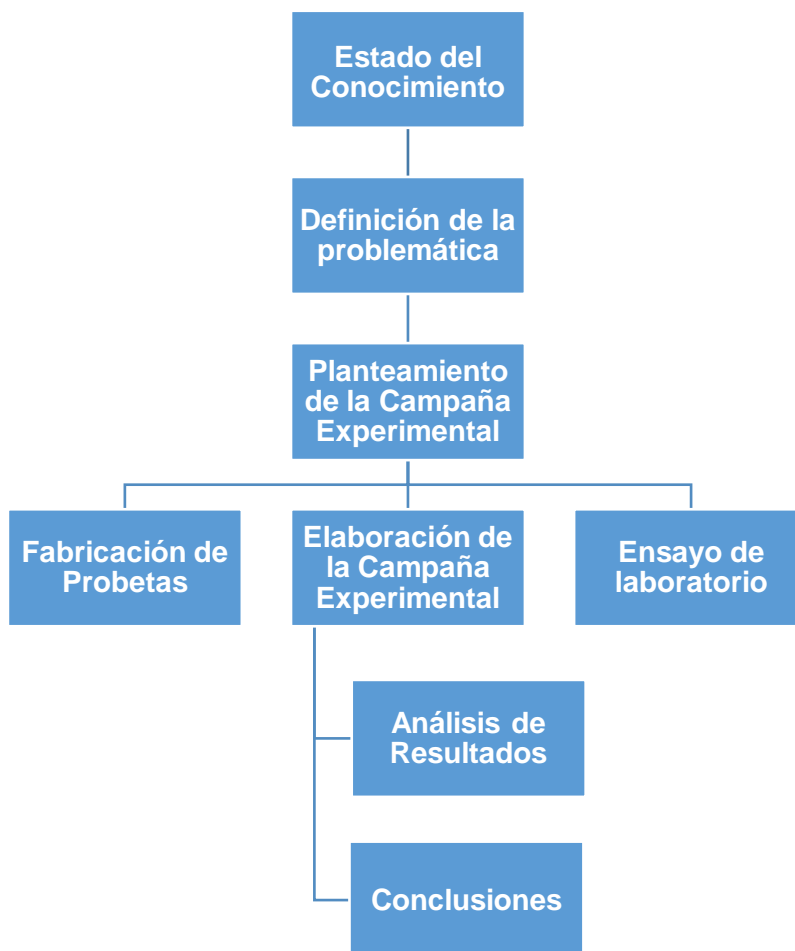 Estado del
Conocimiento
Definición de la
problemática
Planteamiento
de la Campaña
Experimental
Fabricación de
Probetas
Elaboración de
la Campaña
Experimental
Ensayo de
laboratorio
Análisis de
Resultados
Conclusiones